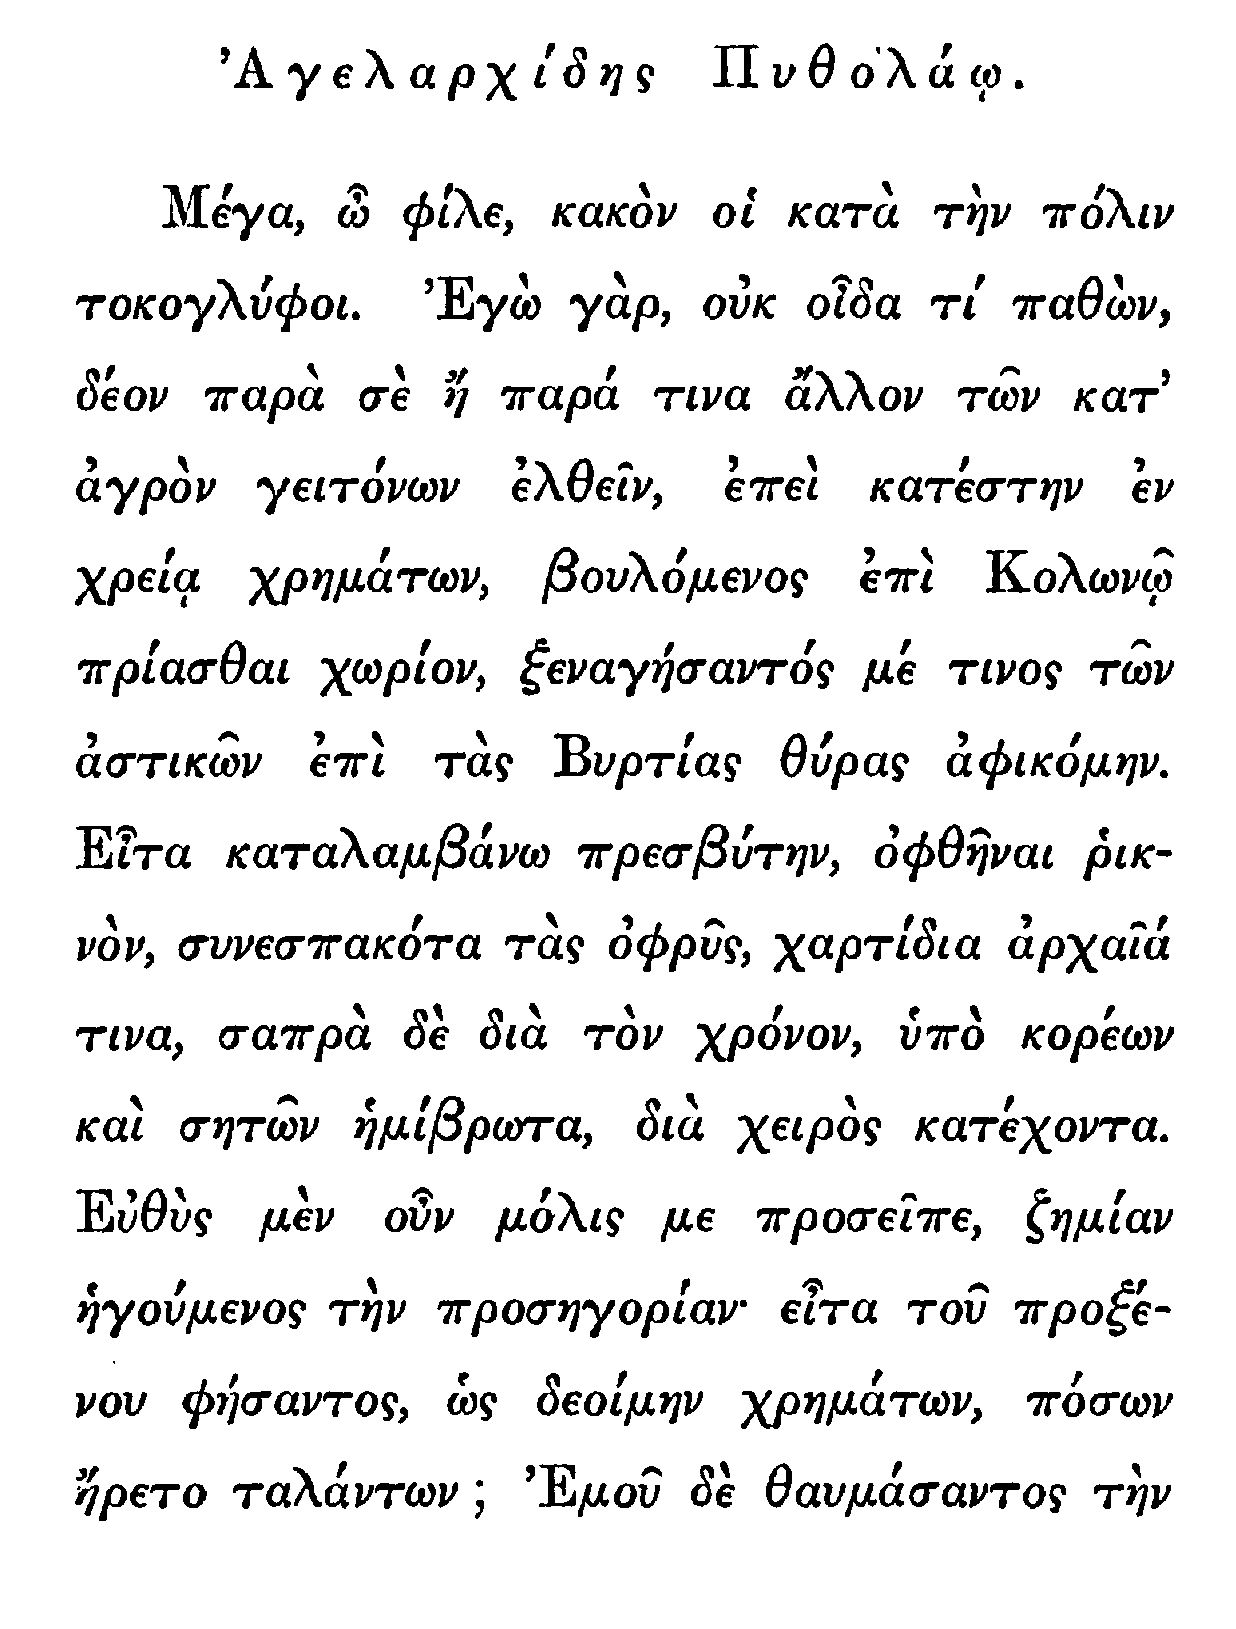 Ἀγελαρχίδης Πυθολάῳ.
Μέγα, ὦ φίλε, κακὸν οἱ κατὰ τὴν πόλιν
τοκογλύφοι. Ἐγὼ γὰρ, οὐκ οἶδα τί παθὼν,
δέον παρὰ σὲ ἤ παρά τινα ἄλλον τῶν κατ’
ἀγρὸν γειτόνων ἐλθεῖν, ἐπεὶ κατέστην ἐν
χρείᾳ χρημάτων, βουλόμενος ἐπὶ Κολωνῷ
πρίασθαι χωρίον, ξεναγήσαντός μέ τινος τῶν
ἀστικῶν ἐπὶ τὰς Βυρτίας θύρας ἀφικόμην.
Εἶτα καταλαμβάνω πρεσβύτην, ὀφθῆναι ῥικ-
νὸν, συνεσπακότα τὰς ὀφρῦς, χαρτίδια ἀρχαῖά
τινα, σαπρὰ δὲ διὰ τὸν χρόνον, ὑπὸ κορέων
καὶ σητῶν ἡμίβρωτα, διὰ χειρὸς κατέχοντα.
Εὐθὺς μὲν οὖν μόλις με προσεῖπε, ζημίαν
ἡγούμενος τὴν προσηγορίαν· εἶτα τοῦ προξέ-
νου φήσαντος, ὡς δεοίμην χρημάτων, πόσων
ἤρετο ταλάντων ; Ἐμοῦ δὲ θαυμάσαντος τὴν